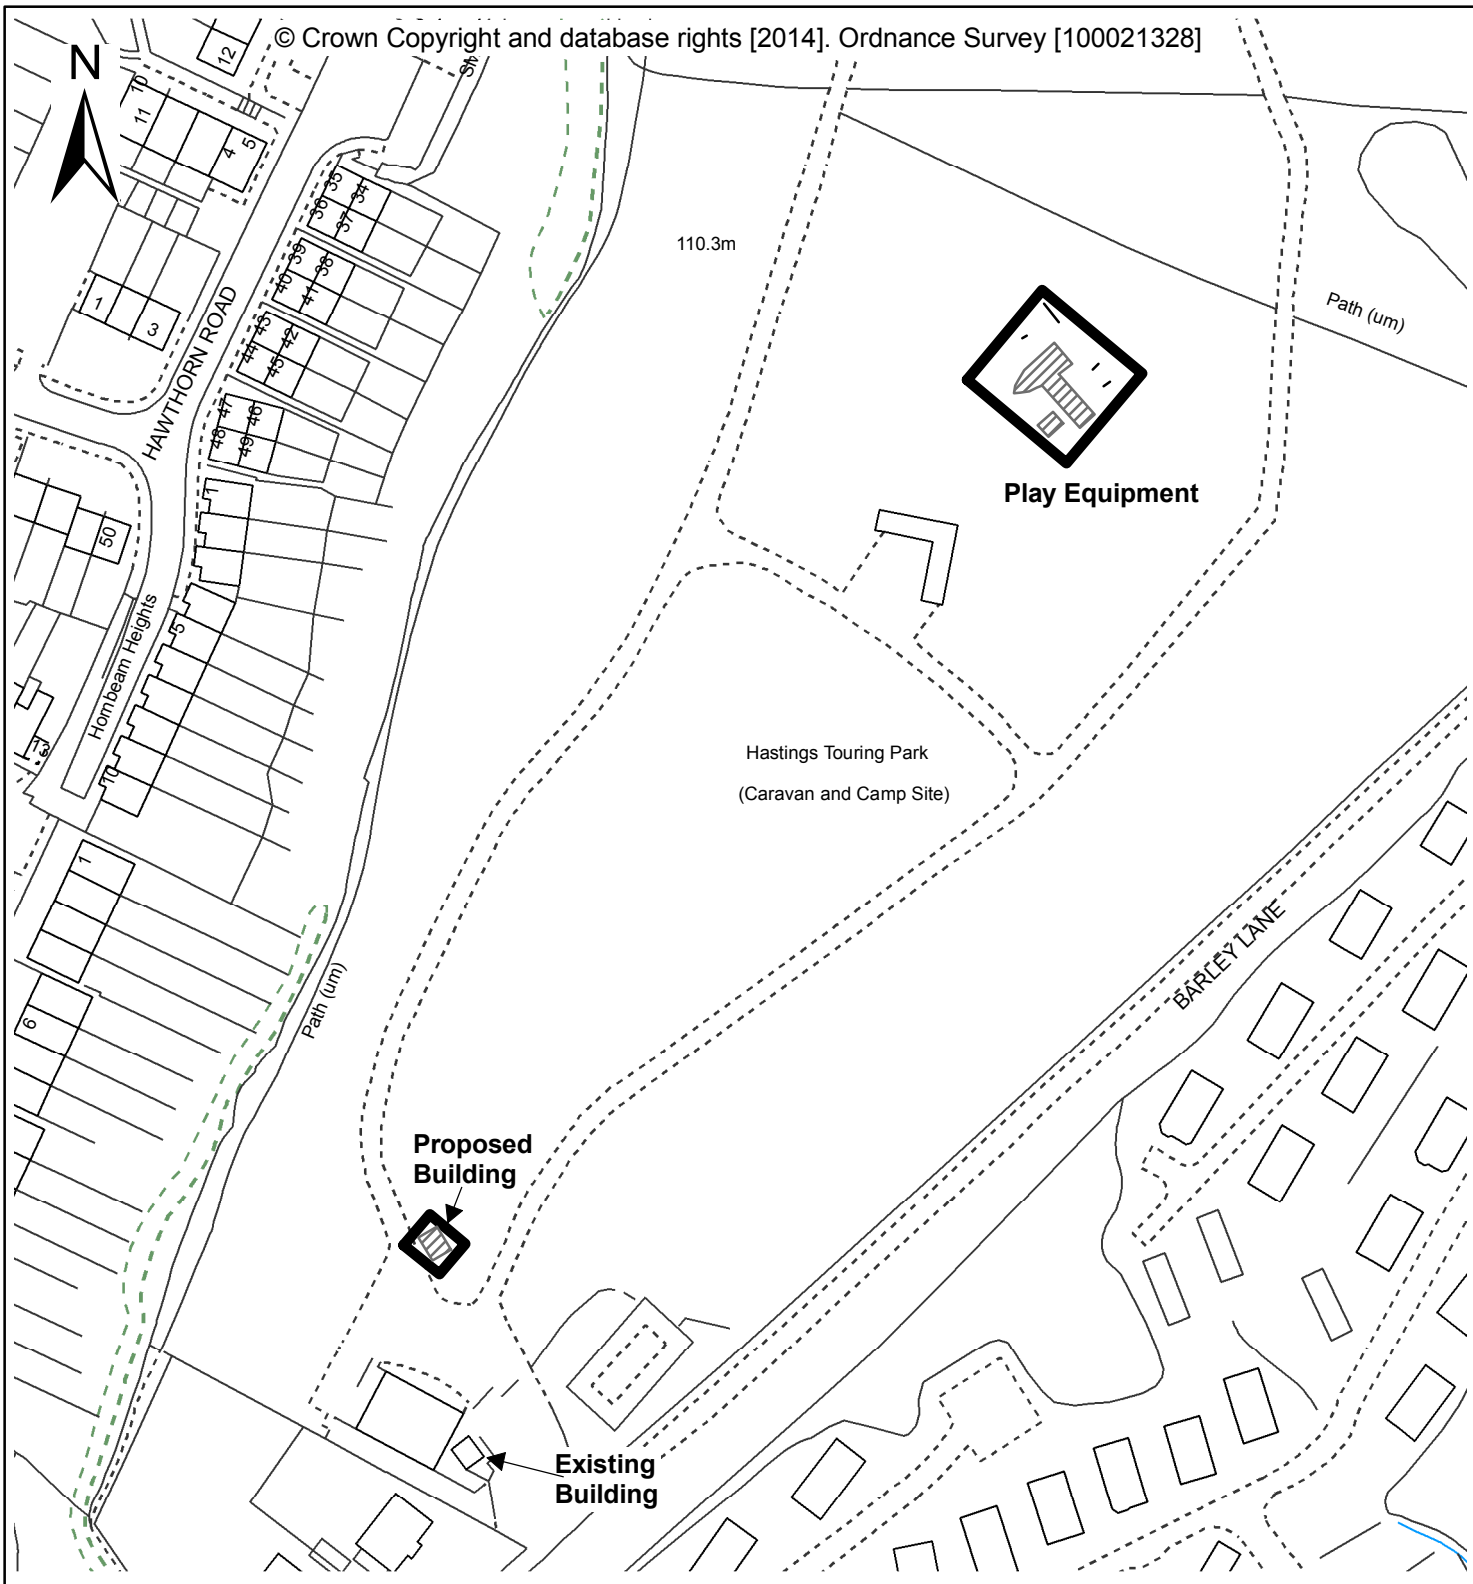 © Crown Copyright and database rights [2014]. Ordnance Survey [100021328]
N
12
SM
10
11
4
5
35
34
36
37
110.3m
39
38
40
41
1
3
HAWTHORN ROAD
43
42
44
45
Path (um)
47
46
48
49
Play Equipment
1
50
Hornbeam Heights
5
13
10
Hastings Touring Park
(Caravan and Camp Site)
1
BARLEY LANE
Path (um)
6
Proposed
Building
Existing
Building